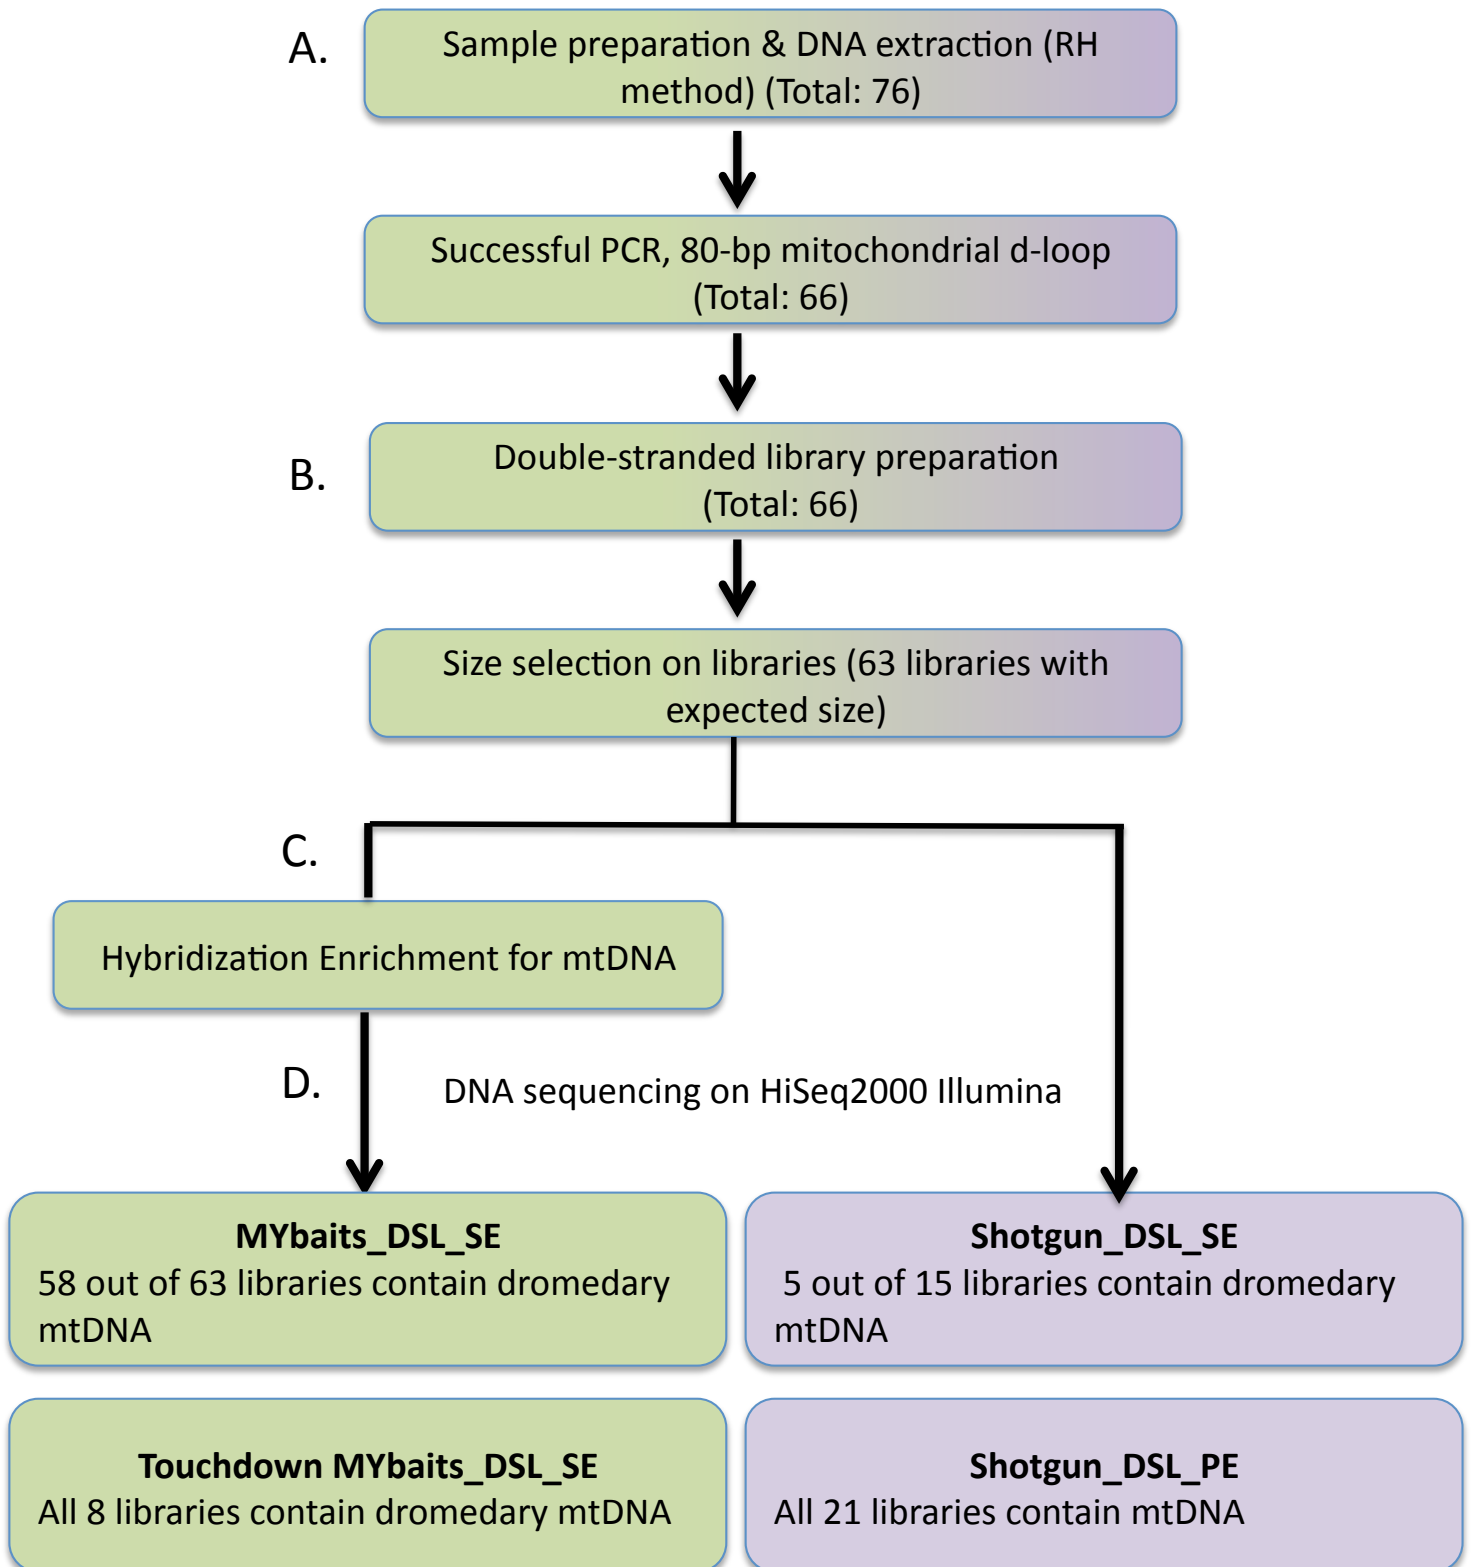 A.
Sample preparation & DNA extraction (RH
method) (Total: 76)
Successful PCR, 80-bp mitochondrial d-loop
(Total: 66)
B.
Double-stranded library preparation
(Total: 66)
Size selection on libraries (63 libraries with
expected size)
C.
Hybridization Enrichment for mtDNA
D.
DNA sequencing on HiSeq2000 Illumina
MYbaits_DSL_SE
58 out of 63 libraries contain dromedary
mtDNA
Shotgun_DSL_SE
5 out of 15 libraries contain dromedary
mtDNA
Touchdown MYbaits_DSL_SE
All 8 libraries contain dromedary mtDNA
Shotgun_DSL_PE
All 21 libraries contain mtDNA